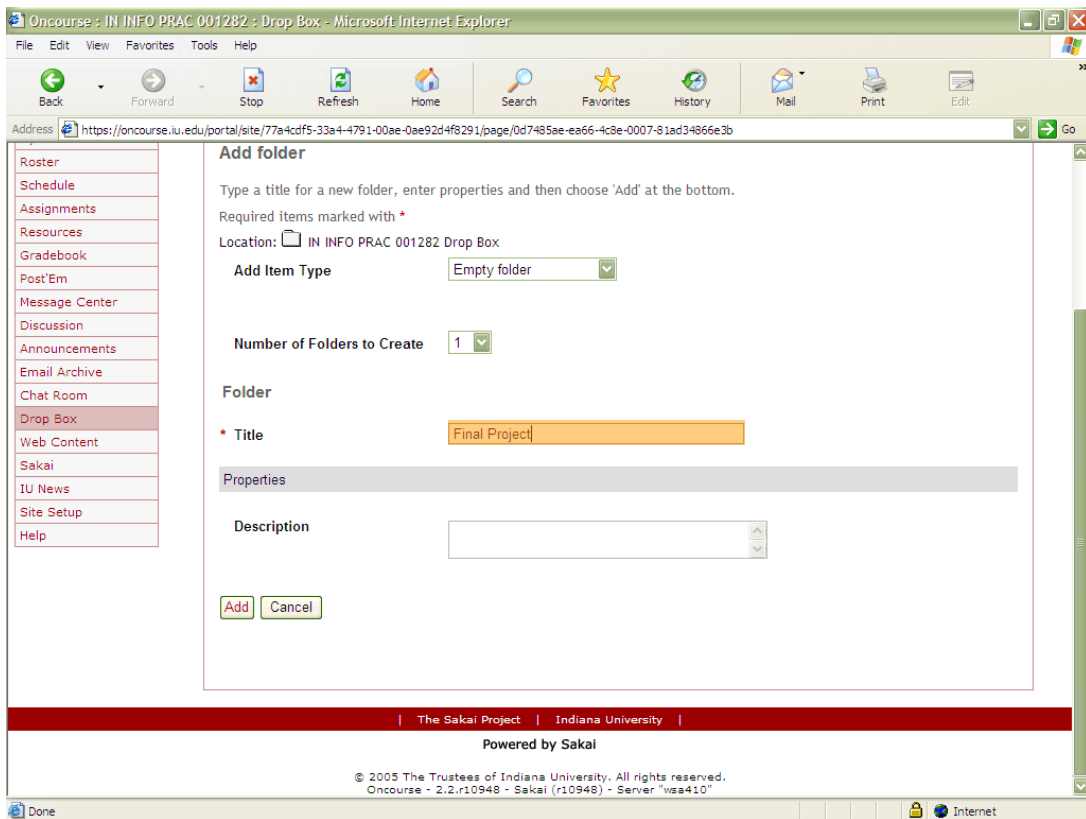 Oncourse : IN INFO PRAC 001282 : Drop Box - Microsoft Internet Explorer
File Edit View Favorites Tools Help
Back Forward Stop Refresh Home Search Favorites History Mail Print Edit
Address https://oncourse.iu.edu/portal/site/77a4cdf5-33a4-4791-00ae-0ae92d4f8291/page/0d7485ae-ea66-4c8e-0007-81ad34866e3b Go
Roster
Schedule
Assignments
Resources
Gradebook
Post'Em
Message Center
Discussion
Announcements
Email Archive
Chat Room
Drop Box
Web Content
Sakai
IU News
Site Setup
Help
Add folder
Type a title for a new folder, enter properties and then choose 'Add' at the bottom.
Required items marked with *
Location: IN INFO PRAC 001282 Drop Box
Add Item Type Empty folder
Number of Folders to Create 1
Folder
* Title Final Project
Properties
Description
Add Cancel
| The Sakai Project | Indiana University |
Powered by Sakai
© 2005 The Trustees of Indiana University. All rights reserved.
Oncourse - 2.2.r10948 - Sakai (r10948) - Server "wsa410"
Done Internet